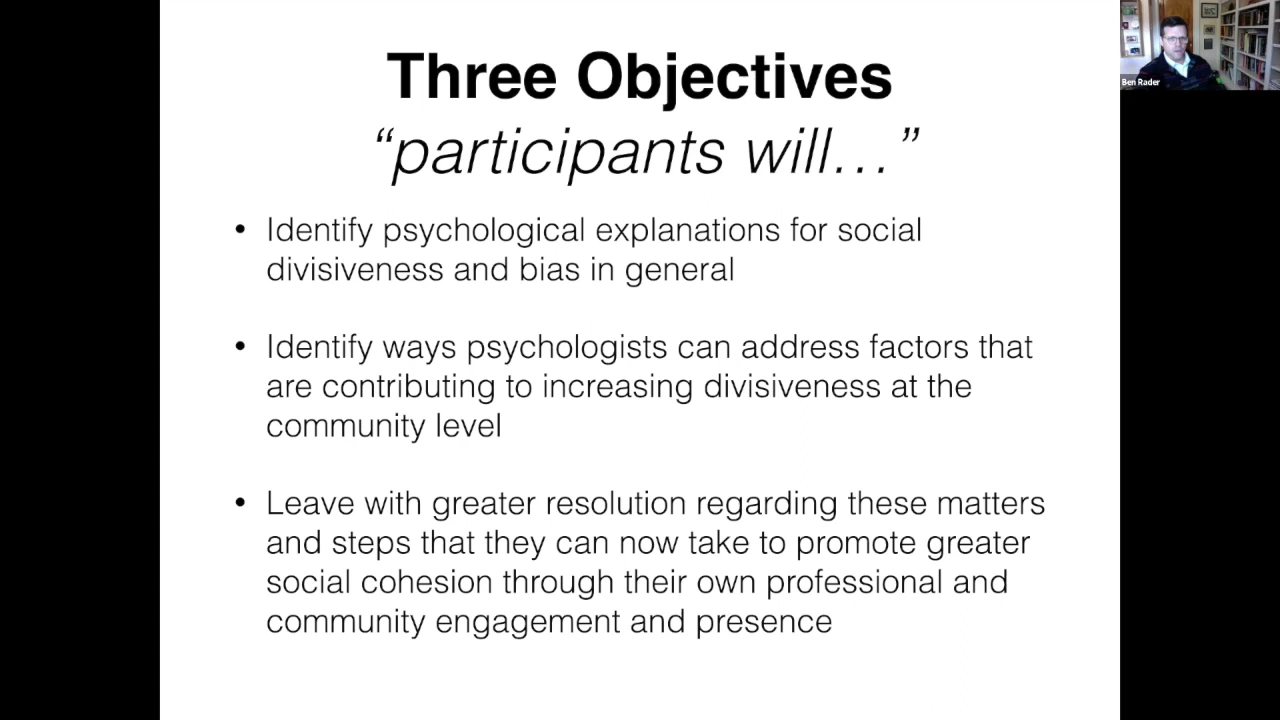 Three Objectives
“participants will…”
• Identify psychological explanations for social
divisiveness and bias in general
• Identify ways psychologists can address factors that
are contributing to increasing divisiveness at the
community level
• Leave with greater resolution regarding these matters
and steps that they can now take to promote greater
social cohesion through their own professional and
community engagement and presence
Ben Rader